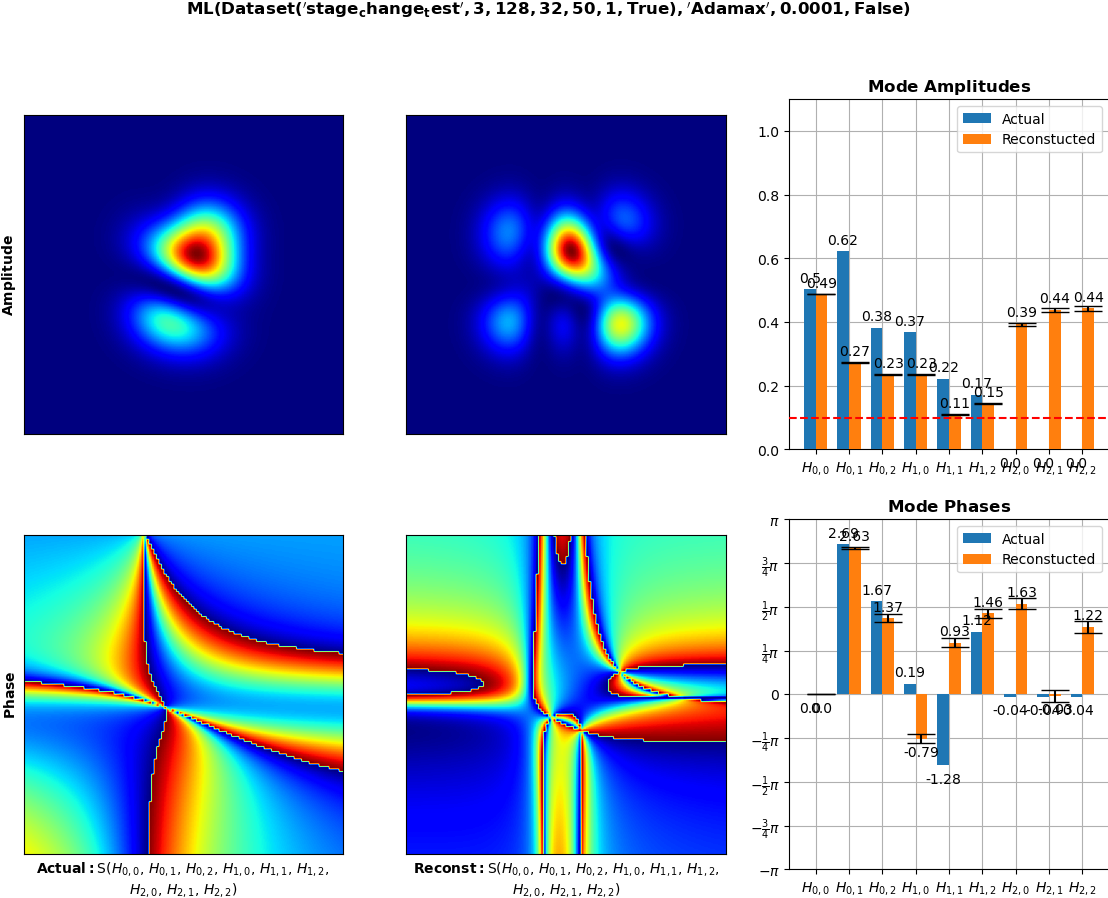 ML(Dataset('stage_change_test', 3, 128, 32, 50, 1, True), 'Adamax', 0.0001, False)
Amplitude
Mode Amplitudes
Actual
Reconstucted
1.0
0.8
0.6
0.4
0.2
0.0
0.5 0.49 0.62 0.27 0.38 0.23 0.37 0.23 0.22 0.11 0.17 0.15 0.0 0.39 0.0 0.44 0.0 0.44
H0,0 H0,1 H0,2 H1,0 H1,1 H1,2 H2,0 H2,1 H2,2
Phase
Mode Phases
Actual
Reconstucted
π
3/4π
1/2π
1/4π
0
−1/4π
−1/2π
−3/4π
−π
0.0 0.0 2.69 2.63 1.67 1.37 0.19 -0.79 -1.28 0.93 1.12 1.46 -0.04 1.63 -0.04 -0.03 -0.04 1.22
H0,0 H0,1 H0,2 H1,0 H1,1 H1,2 H2,0 H2,1 H2,2
Actual: S(H0,0, H0,1, H0,2, H1,0, H1,1, H1,2,
H2,0, H2,1, H2,2)
Reconst: S(H0,0, H0,1, H0,2, H1,0, H1,1, H1,2,
H2,0, H2,1, H2,2)